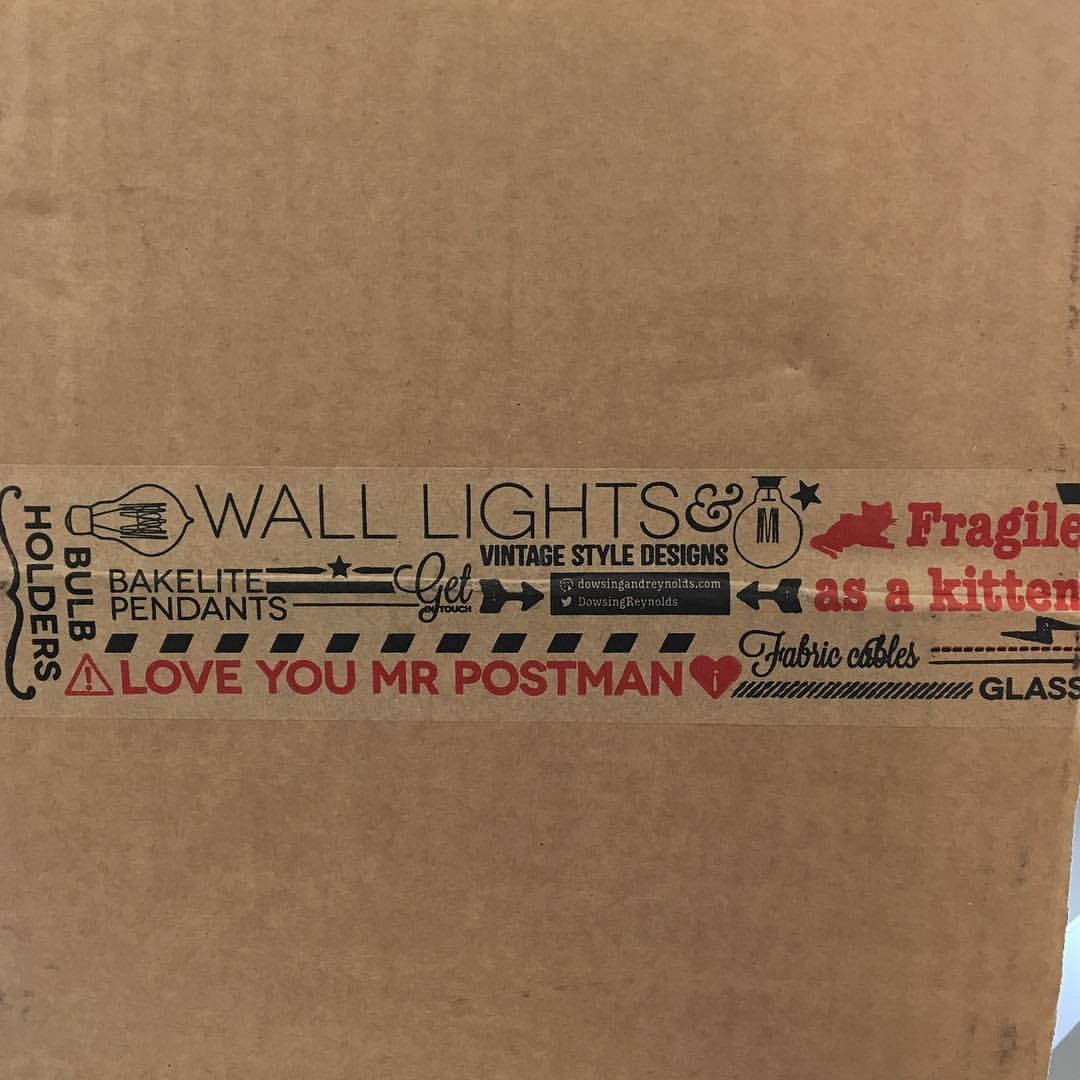 BULB
HOLDERS
WALL LIGHTS &
VINTAGE STYLE DESIGNS
BAKELITE
PENDANTS
Get
IN TOUCH
dowsingandreynolds.com
DowsingReynolds
Fragile
as a kitten
LOVE YOU MR POSTMAN
Fabric cables
GLASS